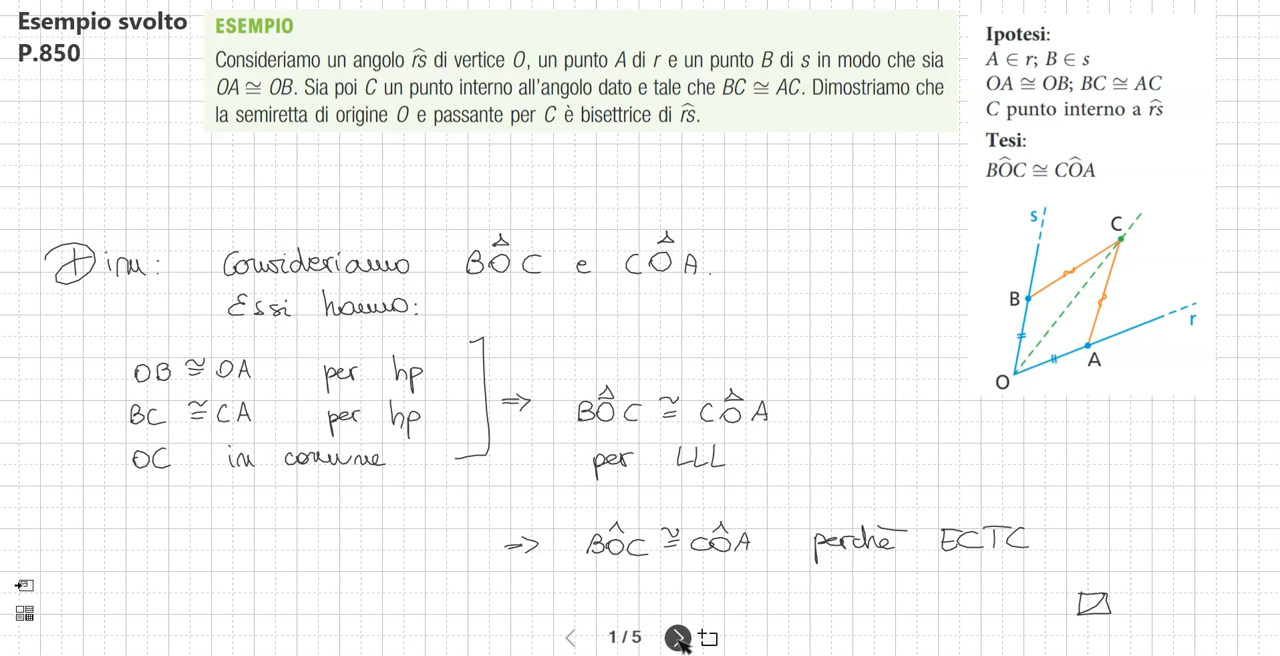 Esempio svolto
P.850
ESEMPIO
Consideriamo un angolo r͡s di vertice O, un punto A di r e un punto B di s in modo che sia
OA ≅ OB. Sia poi C un punto interno all'angolo dato e tale che BC ≅ AC. Dimostriamo che
la semiretta di origine O e passante per C è bisettrice di r͡s.
Ipotesi:
A ∈ r; B ∈ s
OA ≅ OB; BC ≅ AC
C punto interno a r͡s
Tesi:
BÔC ≅ CÔA
s
C
B
r
A
O
Dim: Consideriamo BÔC e CÔA.
Essi hanno:
OB ≅ OA per hp
BC ≅ CA per hp
OC in comune
⇒ BÔC ≅ CÔA
per LLL
⇒ BÔC ≅ CÔA perchè ECTC
1 / 5